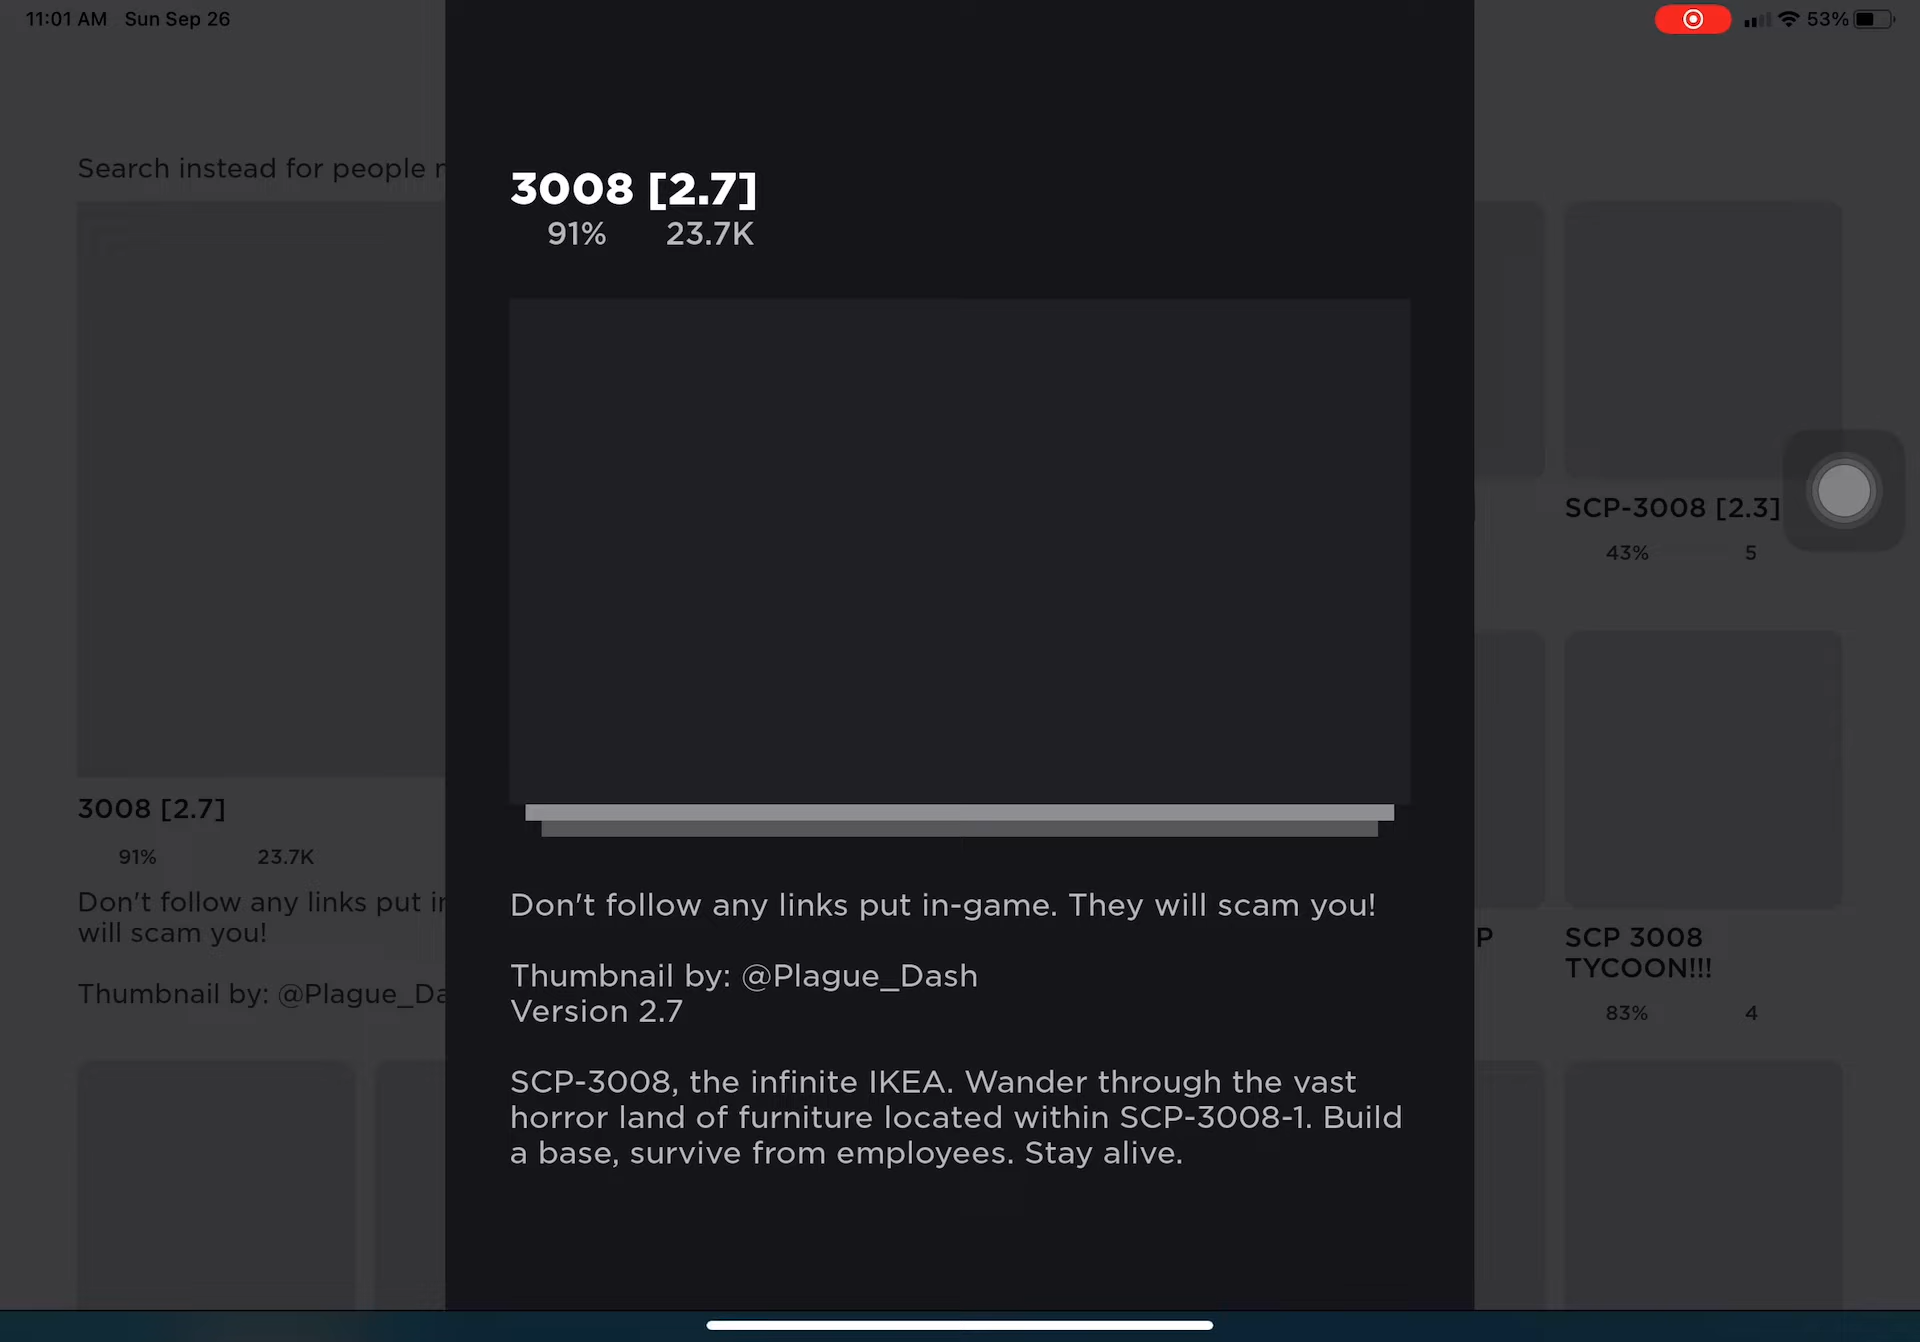 11:01 AM Sun Sep 26
53%
Search instead for people
3008 [2.7]
91% 23.7K
Don't follow any links put
will scam you!
Thumbnail by:
3008 [2.7]
91% 23.7K
Don't follow any links put in-game. They will scam you!
Thumbnail by: @Plague_Dash
Version 2.7
SCP-3008, the infinite IKEA. Wander through the vast
horror land of furniture located within SCP-3008-1. Build
a base, survive from employees. Stay alive.
SCP-3008 [2.3]
43% 5
P
SCP 3008
TYCOON!!!
83% 4